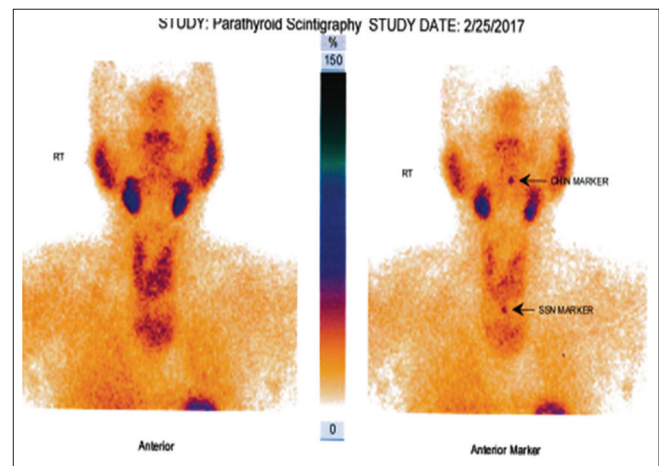 STUDY: Parathyroid Scintigraphy STUDY DATE: 2/25/2017
%
150
RT
RT
CHIN MARKER
SSN MARKER
0
Anterior
Anterior Marker